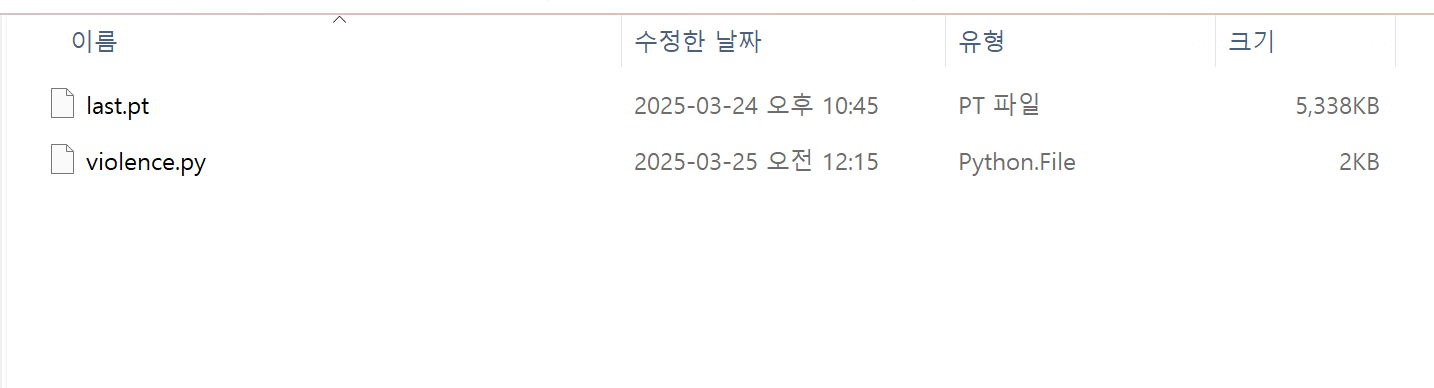 이름 수정한 날짜 유형 크기
last.pt 2025-03-24 오후 10:45 PT 파일 5,338KB
violence.py 2025-03-25 오전 12:15 Python.File 2KB